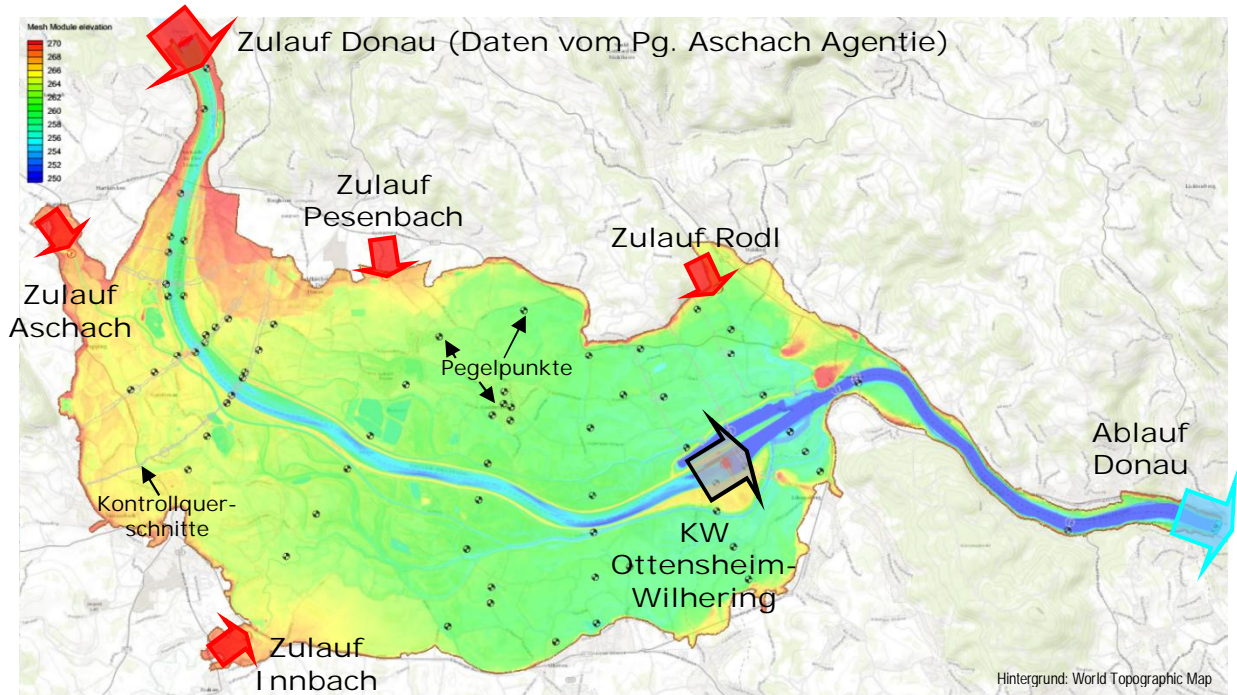 Mesh Module elevation
270
268
266
264
262
260
258
256
254
252
250
Zulauf Donau (Daten vom Pg. Aschach Agentie)
Zulauf
Pesenbach
Zulauf Rodl
Zulauf
Aschach
Pegelpunkte
Kontrollquer-
schnitte
KW
Ottensheim-
Wilhering
Ablauf
Donau
Zulauf
Innbach
Hintergrund: World Topographic Map